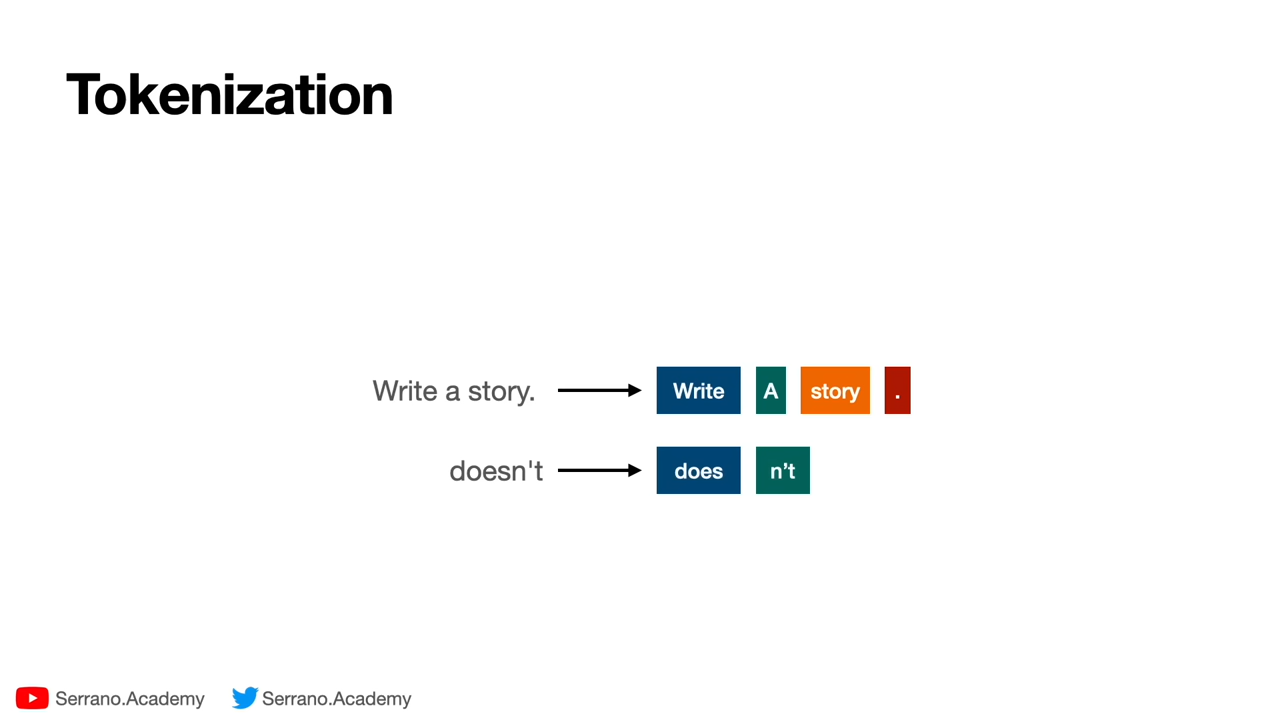 Tokenization
Write a story. Write A story .
doesn't does n’t
Serrano.Academy Serrano.Academy